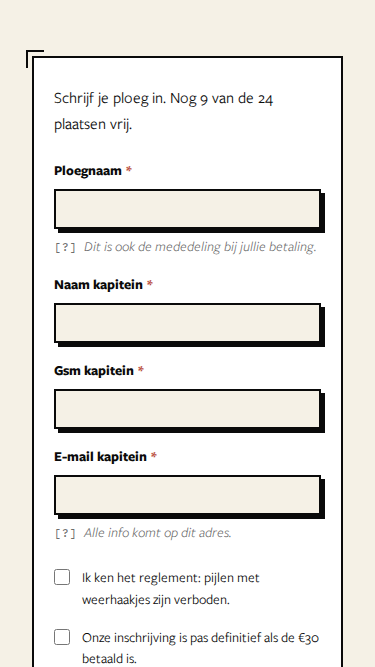 Schrijf je ploeg in. Nog 9 van de 24
plaatsen vrij.
Ploegnaam *
[?] Dit is ook de mededeling bij jullie betaling.
Naam kapitein *
Gsm kapitein *
E-mail kapitein *
[?] Alle info komt op dit adres.
Ik ken het reglement: pijlen met
weerhaakjes zijn verboden.
Onze inschrijving is pas definitief als de €30
betaald is.